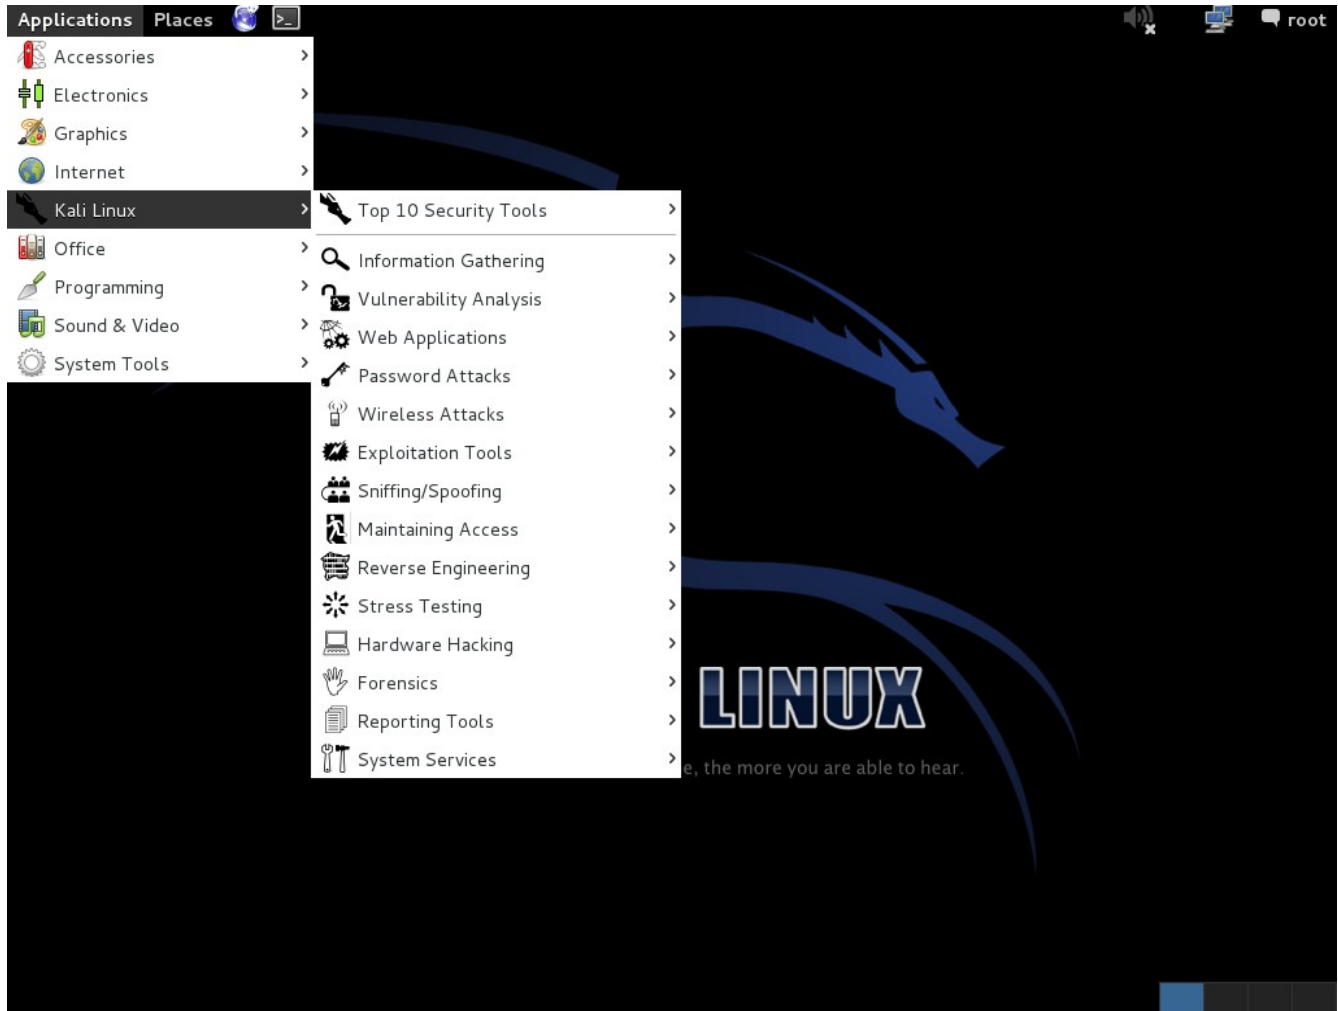 Applications Places root
Accessories
Electronics
Graphics
Internet
Kali Linux
Office
Programming
Sound & Video
System Tools
Top 10 Security Tools
Information Gathering
Vulnerability Analysis
Web Applications
Password Attacks
Wireless Attacks
Exploitation Tools
Sniffing/Spoofing
Maintaining Access
Reverse Engineering
Stress Testing
Hardware Hacking
Forensics
Reporting Tools
System Services
LINUX
e, the more you are able to hear.